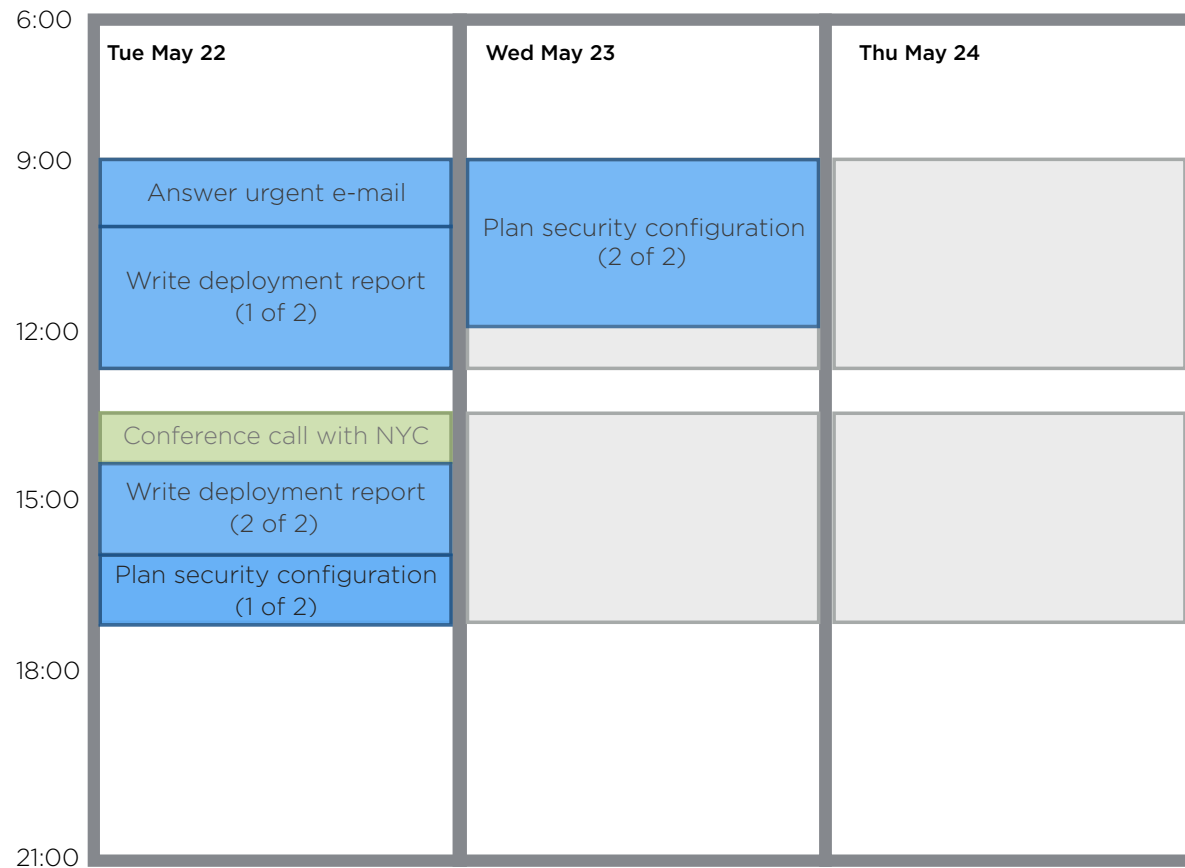 6:00
Tue May 22
Wed May 23
Thu May 24
9:00
Answer urgent e-mail
Plan security configuration
(2 of 2)
Write deployment report
(1 of 2)
12:00
Conference call with NYC
15:00
Write deployment report
(2 of 2)
Plan security configuration
(1 of 2)
18:00
21:00